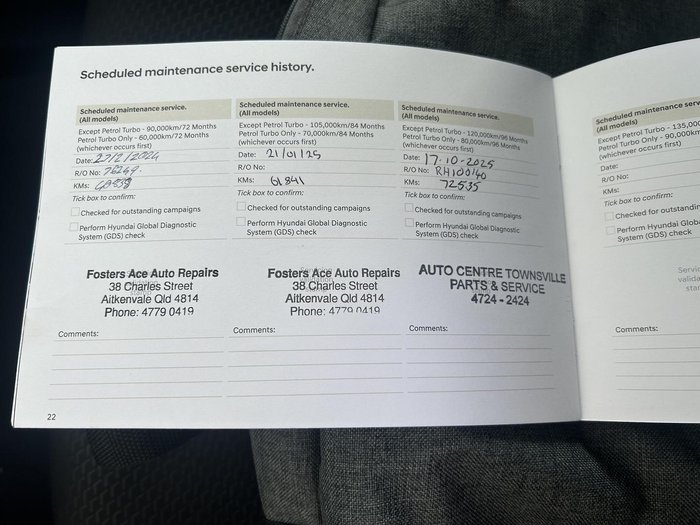 Scheduled maintenance service history.
Scheduled maintenance service.
(All models)
Except Petrol Turbo - 90,000km/72 Months
Petrol Turbo Only - 60,000km/72 Months
(whichever occurs first)
Date: 27/2/2024
R/O No: 76249
KMs:
Tick box to confirm:
Checked for outstanding campaigns
Perform Hyundai Global Diagnostic
System (GDS) check
Fosters Ace Auto Repairs
38 Charles Street
Aitkenvale Qld 4814
Phone: 4779 0419
Comments:
Scheduled maintenance service.
(All models)
Except Petrol Turbo - 105,000km/84 Months
Petrol Turbo Only - 70,000km/84 Months
(whichever occurs first)
Date: 21/01/25
R/O No:
KMs: 61841
Tick box to confirm:
Checked for outstanding campaigns
Perform Hyundai Global Diagnostic
System (GDS) check
Fosters Ace Auto Repairs
38 Charles Street
Aitkenvale Qld 4814
Phone: 4779 0419
Comments:
Scheduled maintenance service.
(All models)
Except Petrol Turbo - 120,000km/96 Months
Petrol Turbo Only - 80,000km/96 Months
(whichever occurs first)
Date: 17-10-2025
R/O No: RH100140
KMs: 72535
Tick box to confirm:
Checked for outstanding campaigns
Perform Hyundai Global Diagnostic
System (GDS) check
AUTO CENTRE TOWNSVILLE
PARTS & SERVICE
4724-2424
Comments:
22
Scheduled maintenance serv
(All models)
Except Petrol Turbo - 135,00
Petrol Turbo Only - 90,000k
(whichever occurs first)
Date:
R/O No:
KMs:
Tick box to confirm:
Checked for outstandin
Perform Hyundai Glob
System (GDS) check
Servic
valida
star
Comments: